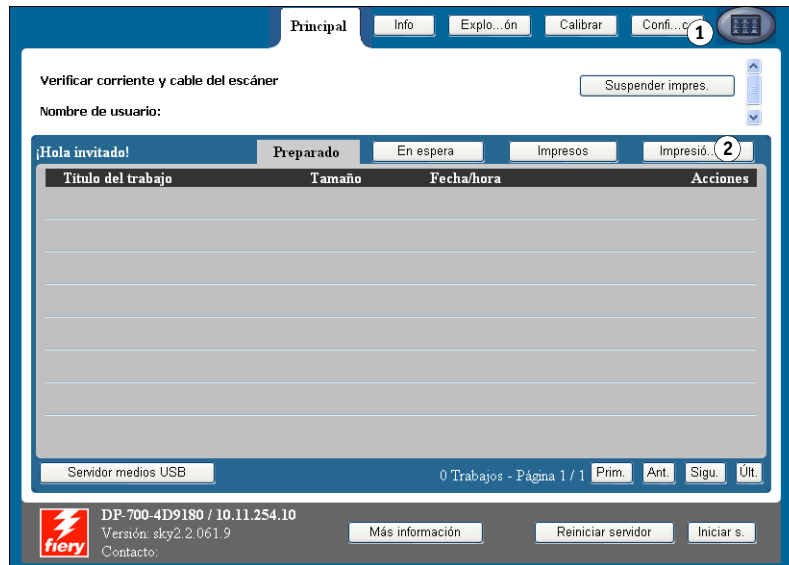 Principal Info Explo...ón Calibrar Confi...c 1
Verificar corriente y cable del escáner
Suspender impres.
Nombre de usuario:
¡Hola invitado! Preparado En espera Impresos Impresió.. 2
Título del trabajo Tamaño Fecha/hora Acciones
Servidor medios USB 0 Trabajos - Página 1 / 1 Prim. Ant. Sigu. Últ.
DP-700-4D9180 / 10.11.254.10
Versión: sky2.2.061.9 Más información Reiniciar servidor Iniciar s.
Contacto:
fiery